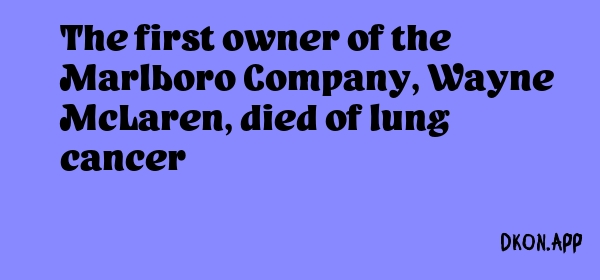 The first owner of the
Marlboro Company, Wayne
McLaren, died of lung
cancer
DKON.APP